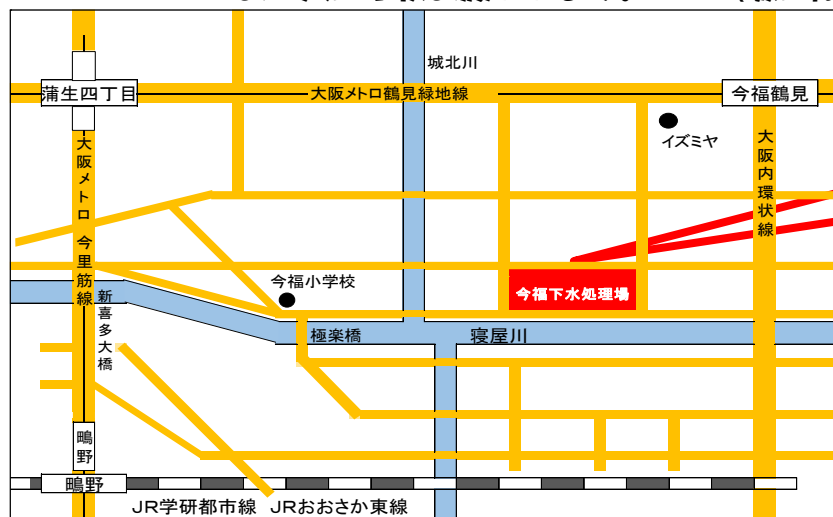 城北川
蒲生四丁目
大阪メトロ鶴見緑地線
今福鶴見
イズミヤ
大阪メトロ 今里筋線
大阪内環状線
今福小学校
今福下水処理場
新喜多大橋
極楽橋
寝屋川
鴫野
鴫野
JR学研都市線 JRおおさか東線